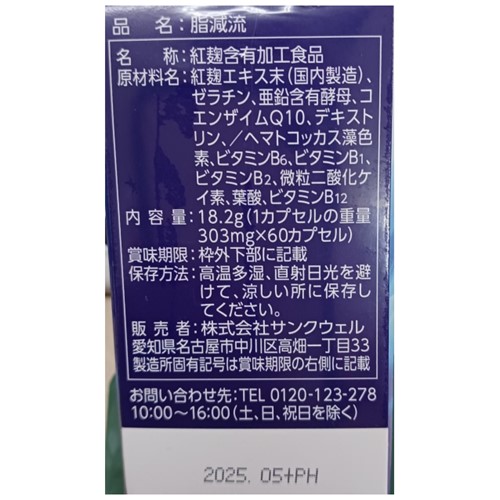 品名:脂減流
名称:紅麹含有加工食品
原材料名:紅麹エキス末(国内製造)、
ゼラチン、亜鉛含有酵母、コ
エンザイムQ10、デキスト
リン、/ヘマトコッカス藻色
素、ビタミンB6、ビタミンB1、
ビタミンB2、微粒二酸化ケ
イ素、葉酸、ビタミンB12
内容量:18.2g(1カプセルの重量
303mg×60カプセル)
賞味期限:枠外下部に記載
保存方法:高温多湿、直射日光を避
けて、涼しい所に保存し
てください。
販売者:株式会社サンクウェル
愛知県名古屋市中川区高畑一丁目33
製造所固有記号は賞味期限の右側に記載
お問い合わせ先:TEL 0120-123-278
10:00〜16:00(土、日、祝日を除く)
2025. 05+PH